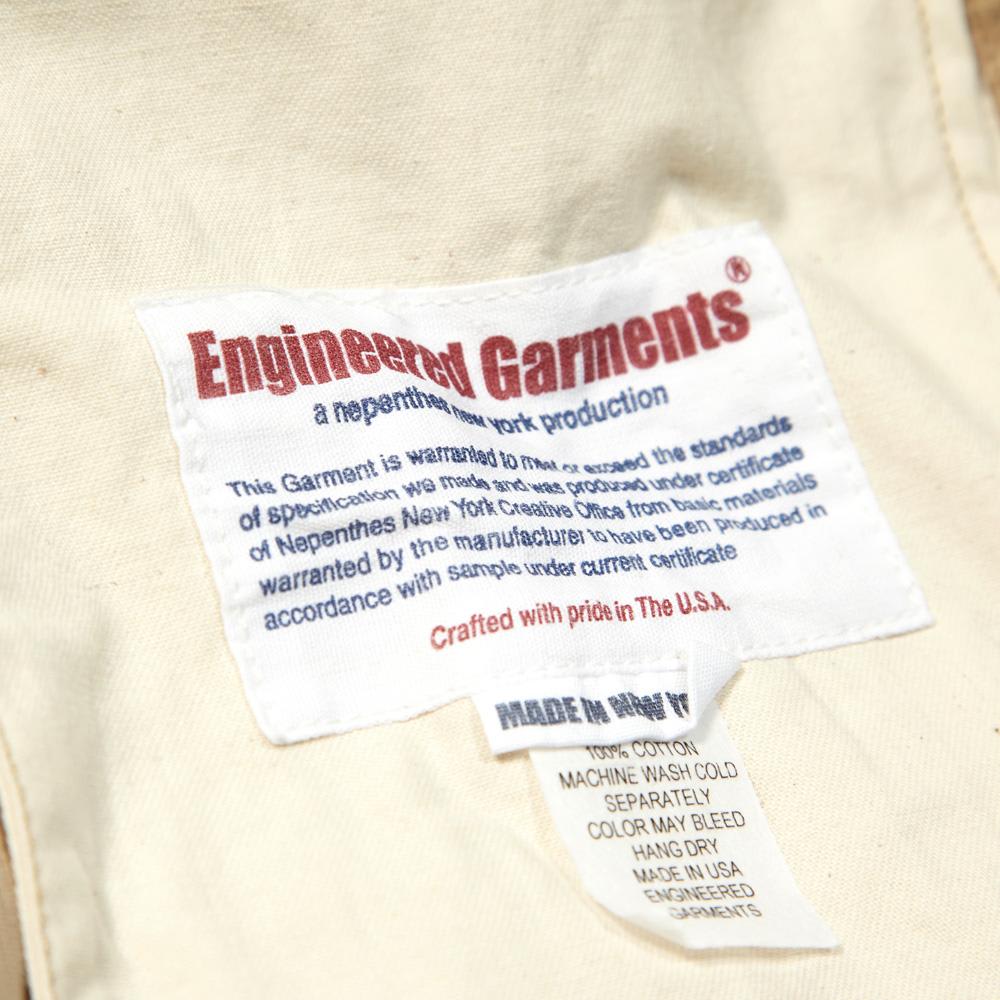 Engineered Garments®
a nepenthes new york production
This Garment is warranted to meet or exceed the standards
of specification we made and was produced under certificate
of Nepenthes New York Creative Office from basic materials
warranted by the manufacturer to have been produced in
accordance with sample under current certificate
Crafted with pride in The U.S.A.
MADE IN NEW
100% COTTON
MACHINE WASH COLD
SEPARATELY
COLOR MAY BLEED
HANG DRY
MADE IN USA
ENGINEERED
GARMENTS